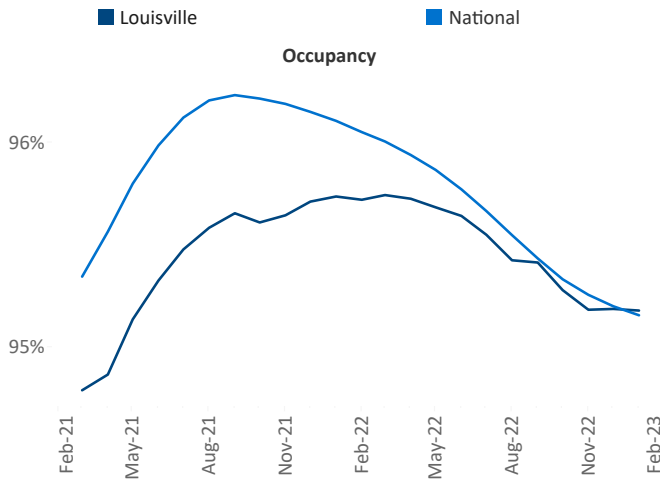 Louisville National
Occupancy
96%
95%
Feb-21 May-21 Aug-21 Nov-21 Feb-22 May-22 Aug-22 Nov-22 Feb-23